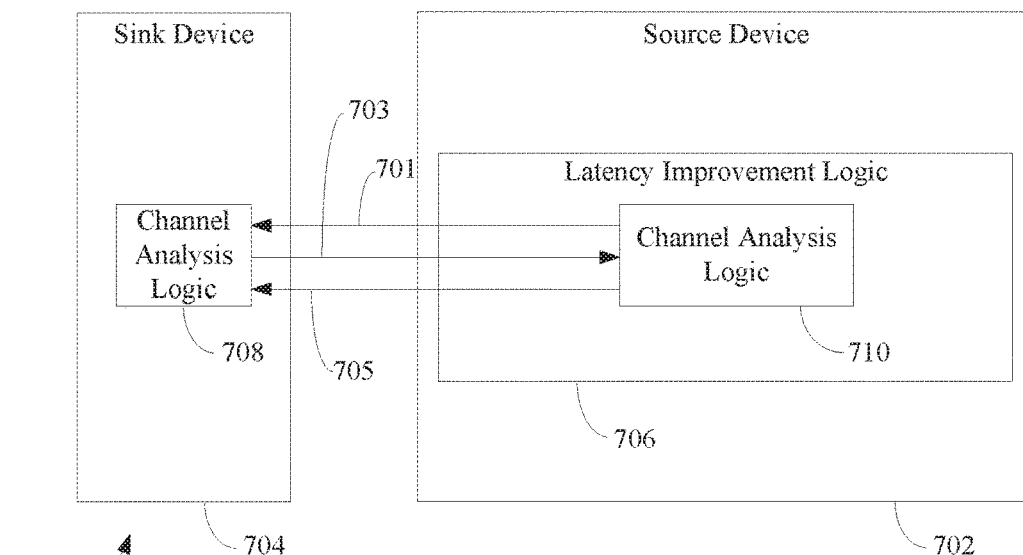 Sink Device
Source Device
703
701
Latency Improvement Logic
Channel
Analysis
Logic
Channel Analysis
Logic
708
705
710
706
704
702